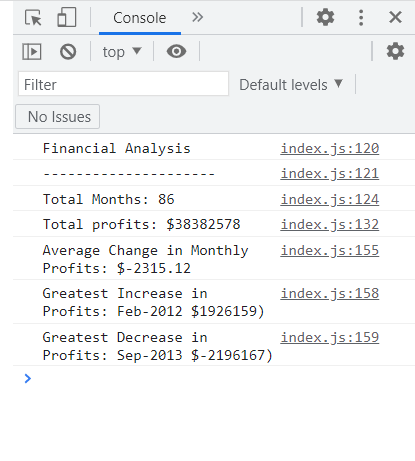 Console
top
Filter
Default levels
No Issues
Financial Analysis index.js:120
--------------------- index.js:121
Total Months: 86 index.js:124
Total profits: $38382578 index.js:132
Average Change in Monthly index.js:155
Profits: $-2315.12
Greatest Increase in index.js:158
Profits: Feb-2012 $1926159)
Greatest Decrease in index.js:159
Profits: Sep-2013 $-2196167)